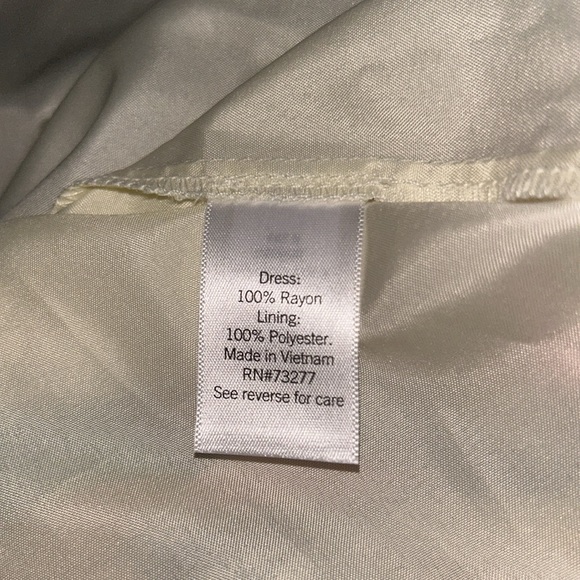 Dress:
100% Rayon
Lining:
100% Polyester.
Made in Vietnam
RN#73277
See reverse for care